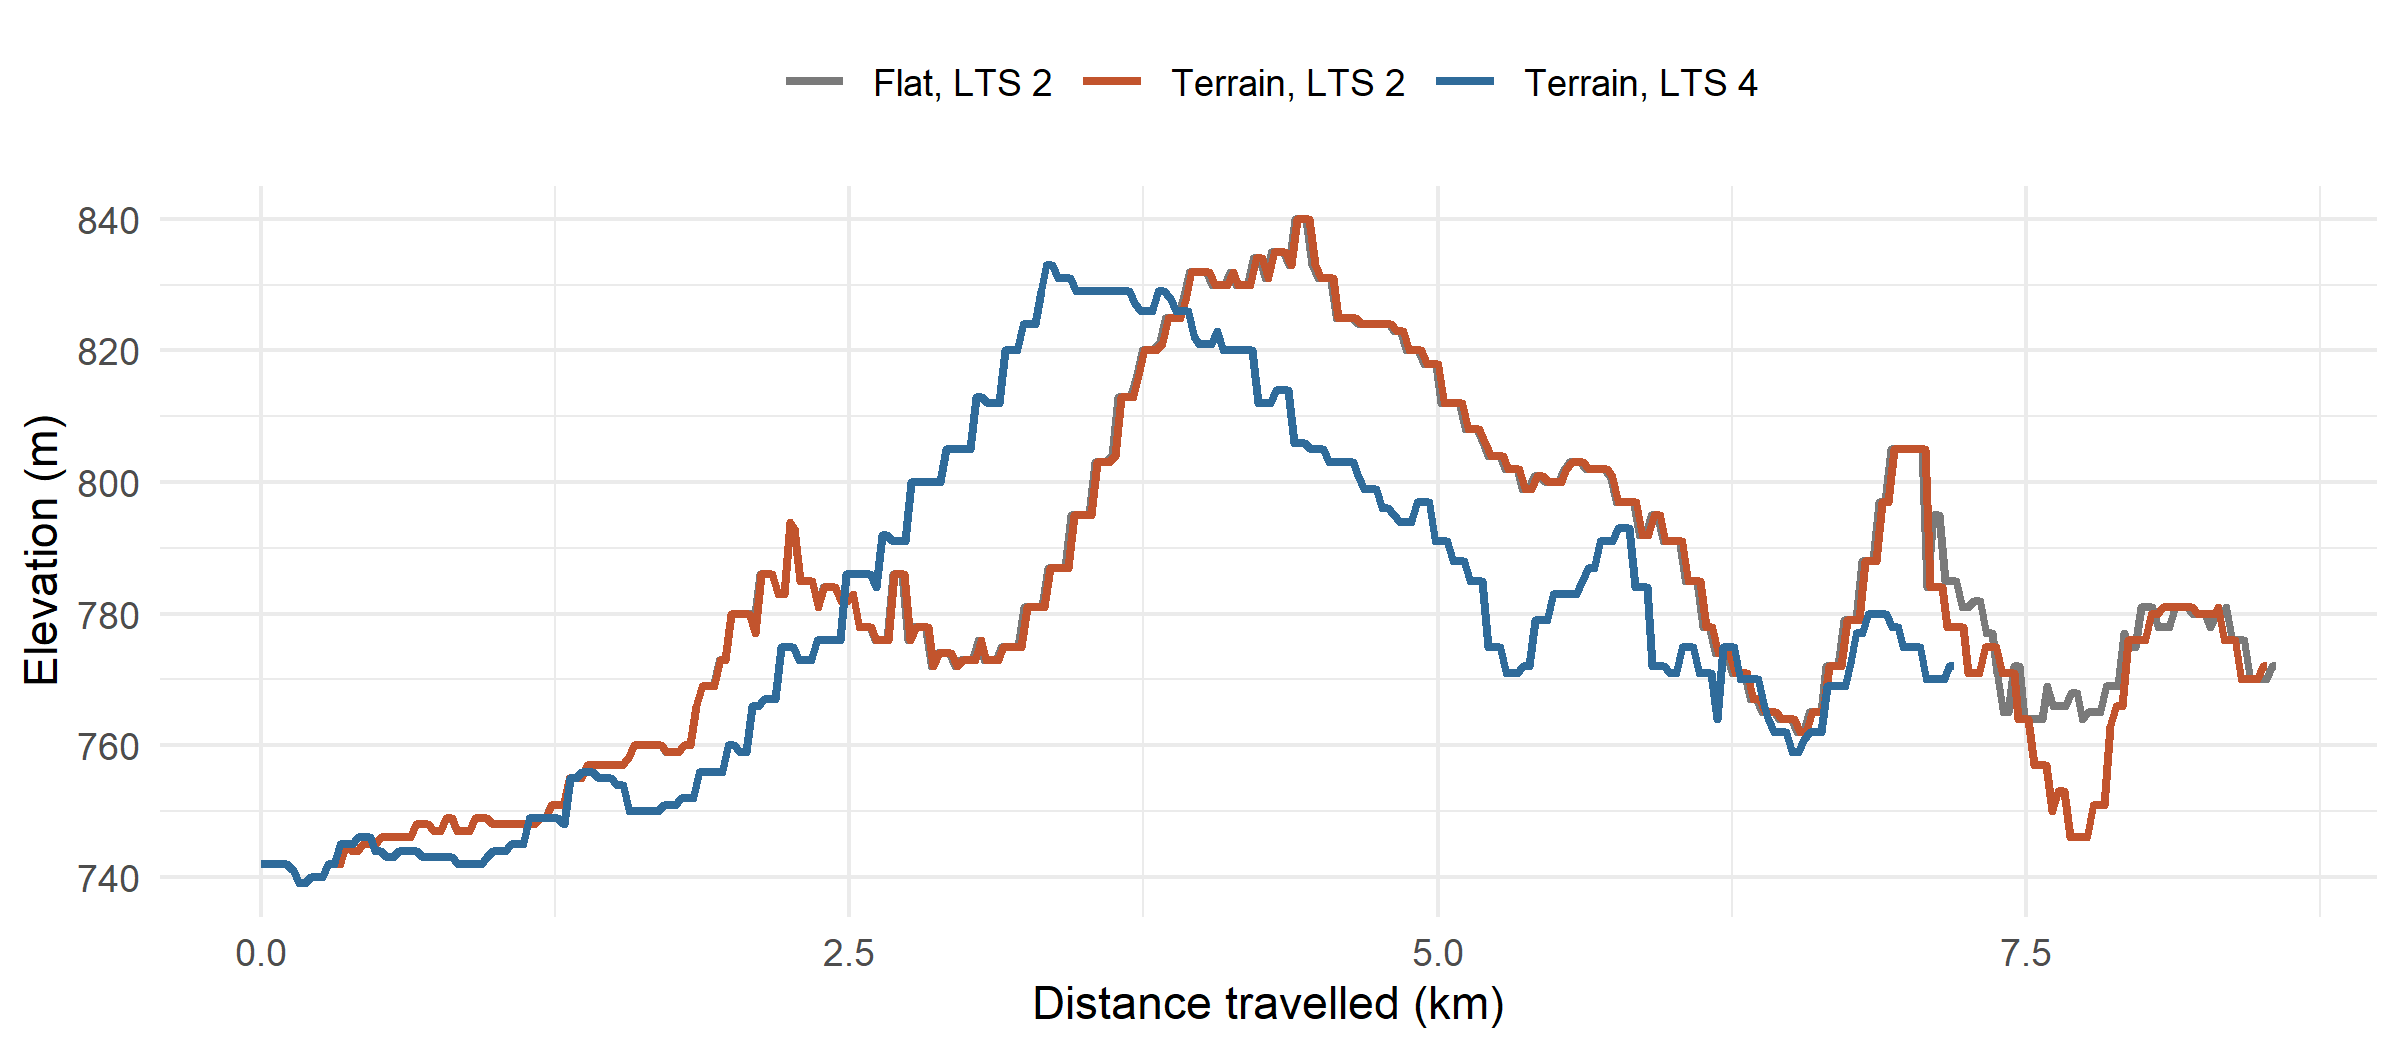 Flat, LTS 2 Terrain, LTS 2 Terrain, LTS 4
840
820
800
780
760
740
Elevation (m)
0.0 2.5 5.0 7.5
Distance travelled (km)